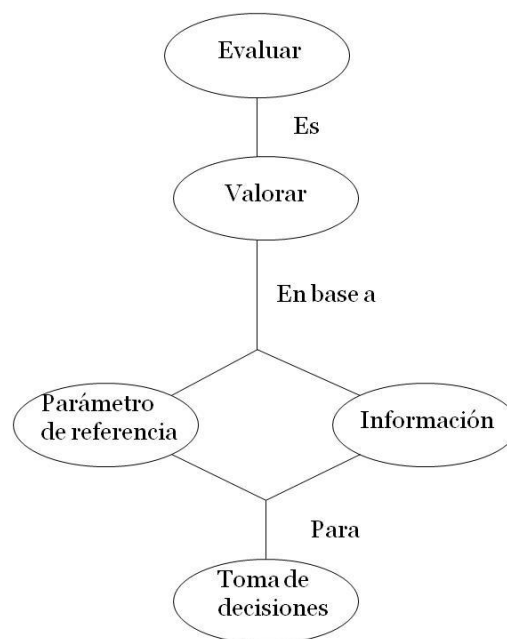 Evaluar
Es
Valorar
En base a
Parámetro
de referencia
Información
Para
Toma de
decisiones